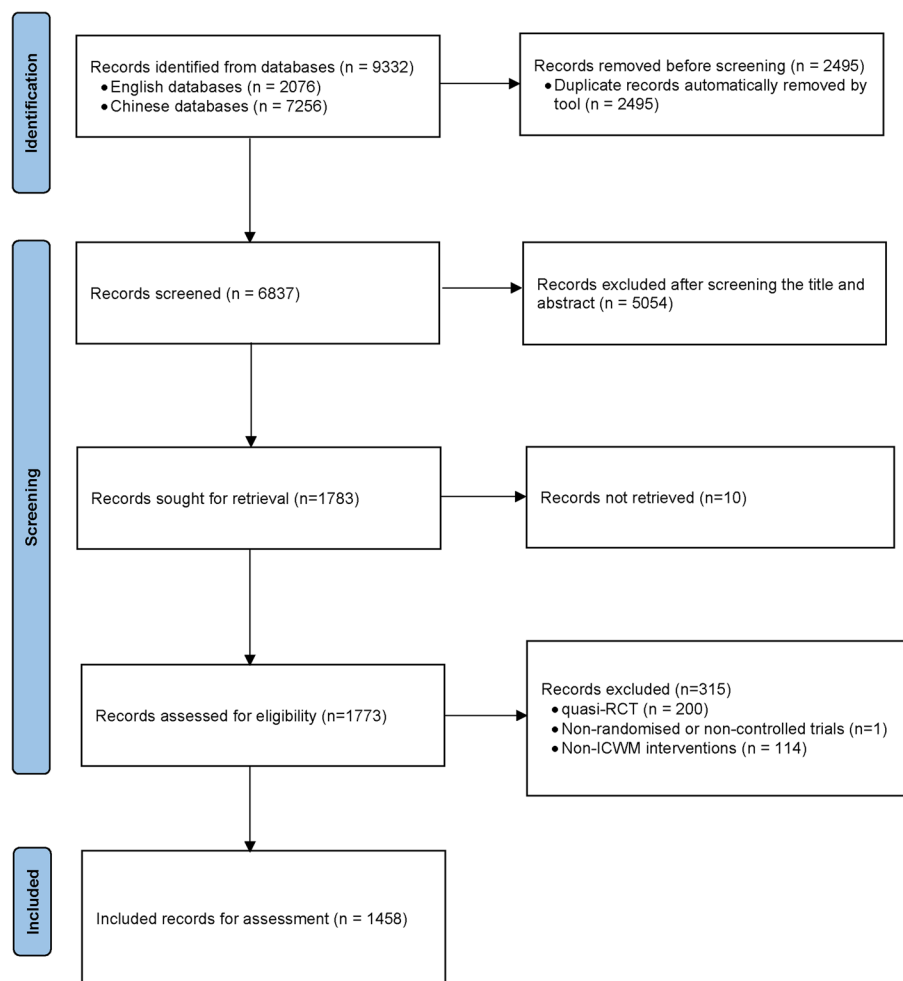 Identification
Records identified from databases (n = 9332)
●English databases (n = 2076)
●Chinese databases (n = 7256)
Records removed before screening (n = 2495)
●Duplicate records automatically removed by
tool (n = 2495)
Screening
Records screened (n = 6837)
Records excluded after screening the title and
abstract (n = 5054)
Records sought for retrieval (n=1783)
Records not retrieved (n=10)
Records assessed for eligibility (n=1773)
Records excluded (n=315)
●quasi-RCT (n = 200)
●Non-randomised or non-controlled trials (n=1)
●Non-ICWM interventions (n = 114)
Included
Included records for assessment (n = 1458)